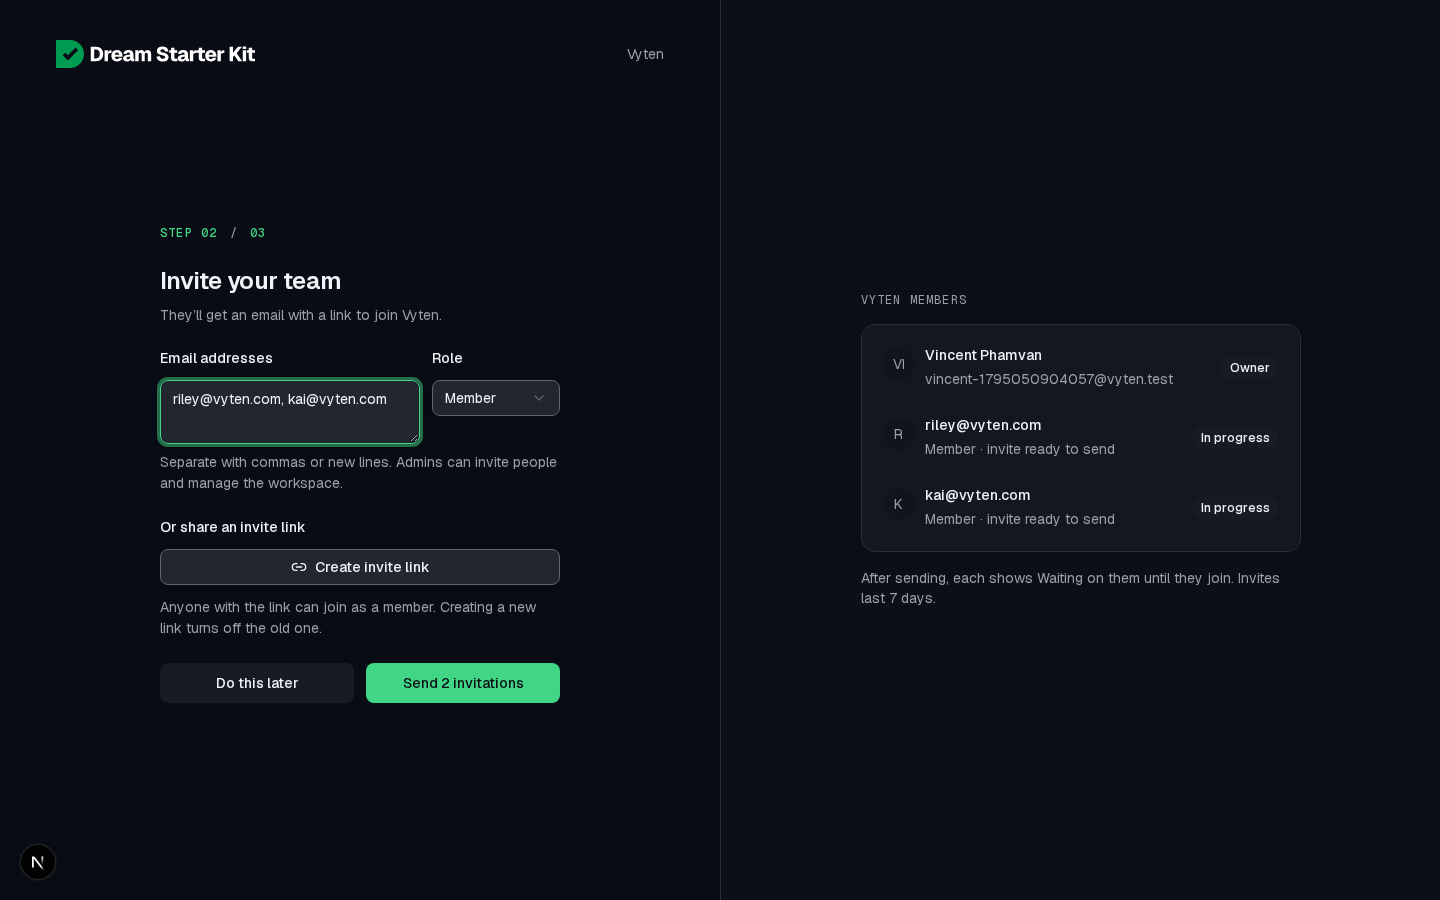 Dream Starter Kit
Vyten
STEP 02 / 03
Invite your team
They'll get an email with a link to join Vyten.
Email addresses
Role
riley@vyten.com, kai@vyten.com
Member
Separate with commas or new lines. Admins can invite people
and manage the workspace.
Or share an invite link
Create invite link
Anyone with the link can join as a member. Creating a new
link turns off the old one.
Do this later
Send 2 invitations
VYTEN MEMBERS
VI
Vincent Phamvan
vincent-1795050904057@vyten.test
Owner
R
riley@vyten.com
Member · invite ready to send
In progress
K
kai@vyten.com
Member · invite ready to send
In progress
After sending, each shows Waiting on them until they join. Invites
last 7 days.
N